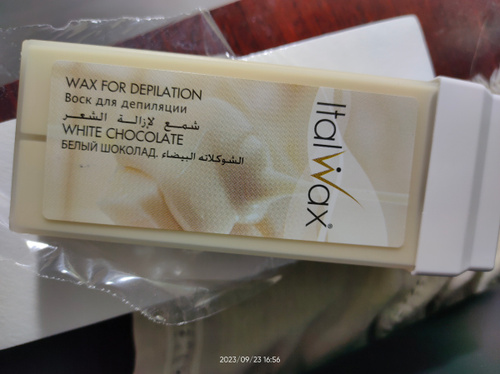 WAX FOR DEPILATION
Воск для депиляции
شمع لإزالة الشعر
WHITE CHOCOLATE
БЕЛЫЙ ШОКОЛАД. الشوكلاته البيضاء
ItalWax®
2023/09/23 16:56